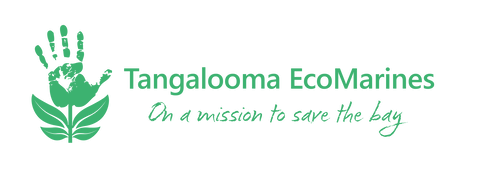 Tangalooma EcoMarines
On a mission to save the bay